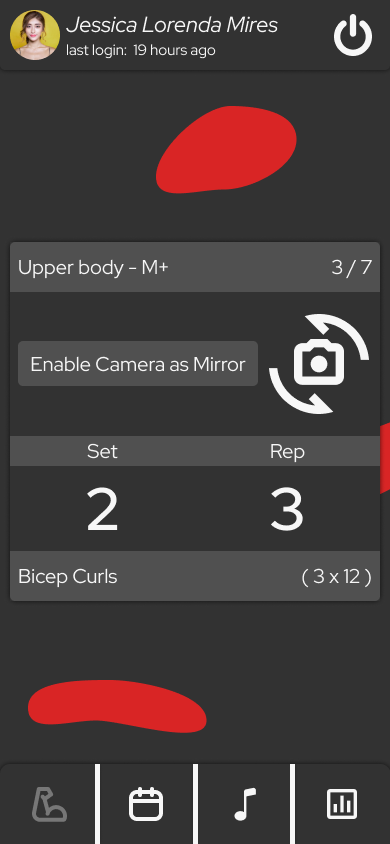 Jessica Lorenda Mires
last login: 19 hours ago
Upper body - M+ 3 / 7
Enable Camera as Mirror
Set Rep
2 3
Bicep Curls ( 3 x 12 )